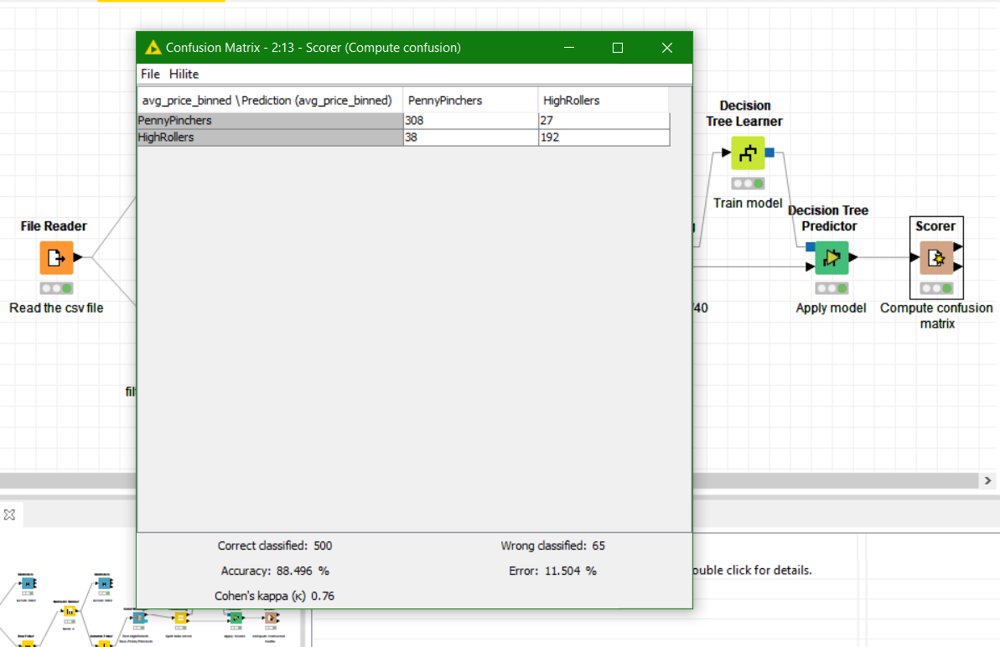 Confusion Matrix - 2:13 - Scorer (Compute confusion)
File Hilite
avg_price_binned \ Prediction (avg_price_binned) PennyPinchers HighRollers
PennyPinchers 308 27
HighRollers 38 192
Correct classified: 500 Wrong classified: 65
Accuracy: 88.496 % Error: 11.504 %
Cohen's kappa (κ) 0.76
File Reader
Read the csv file
Decision
Tree Learner
Train model
Decision Tree
Predictor
Apply model
Scorer
Compute confusion
matrix
/40
double click for details.